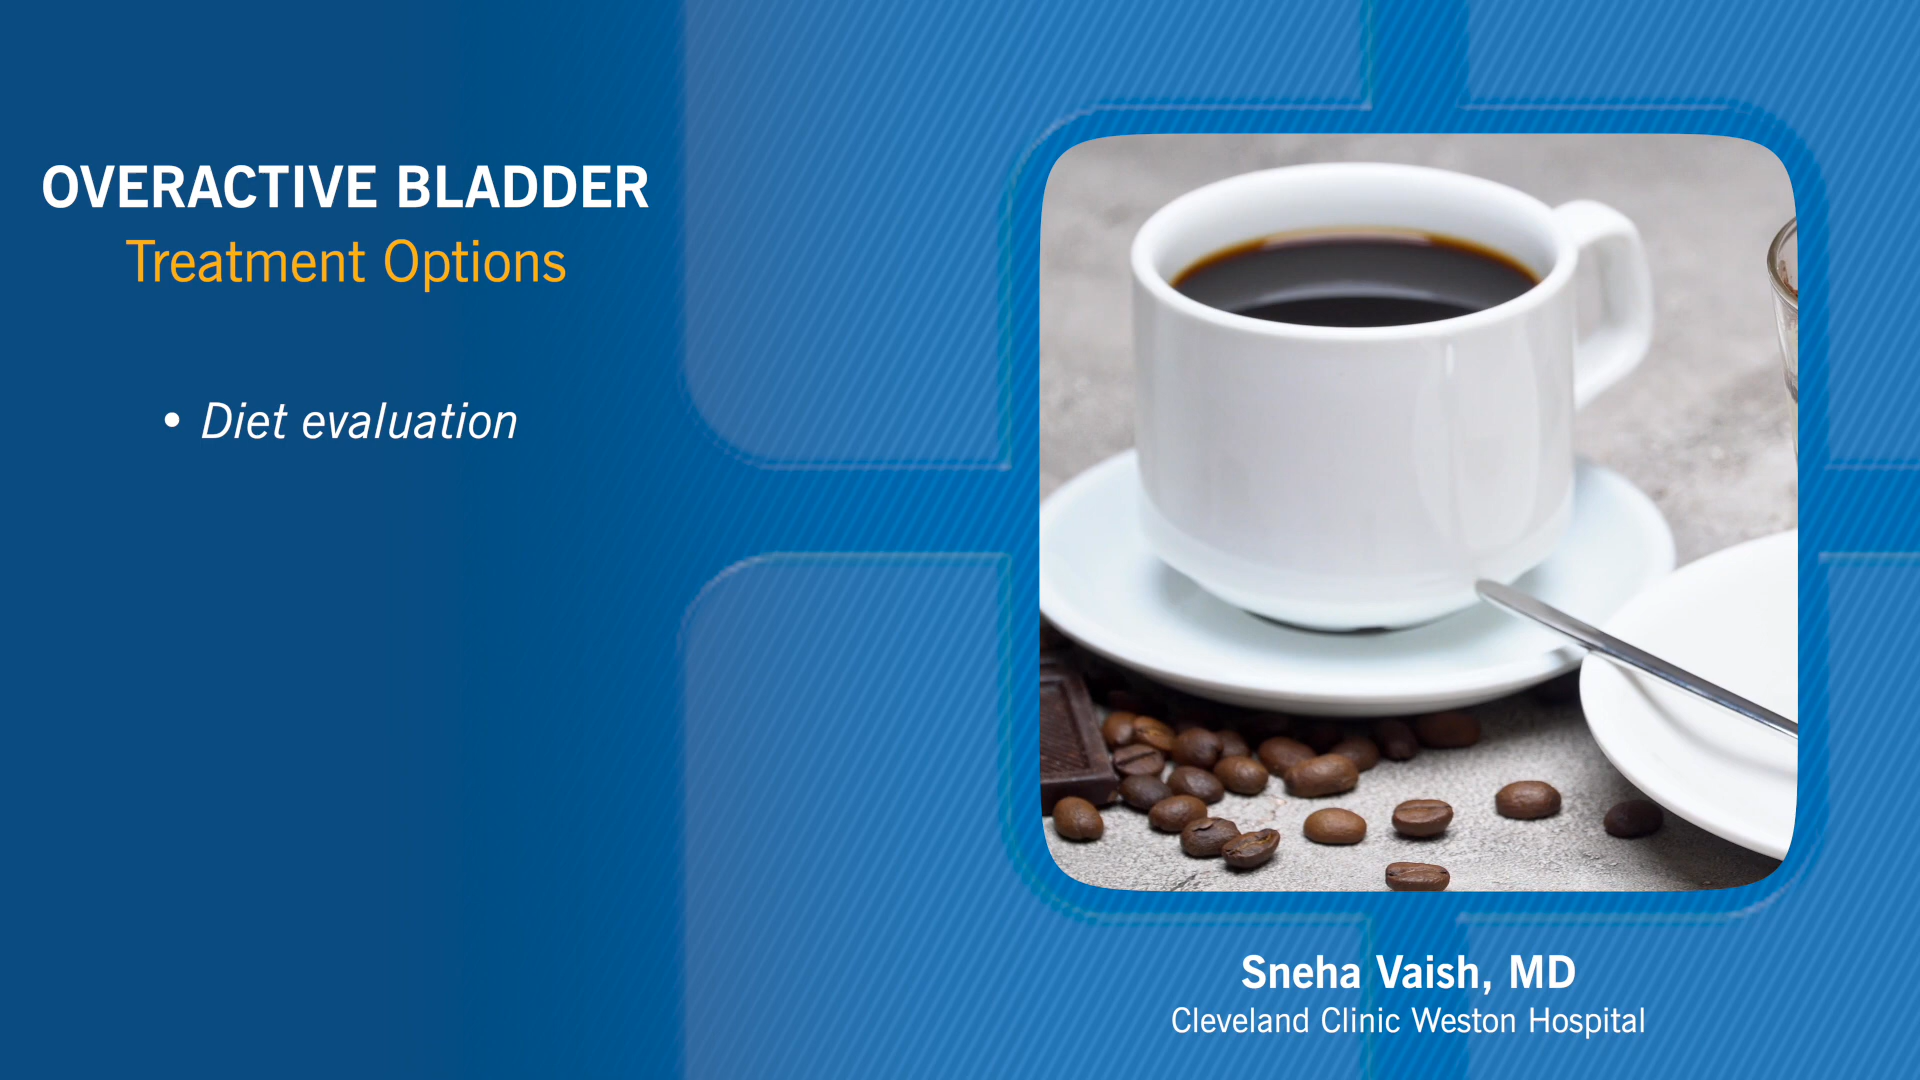 OVERACTIVE BLADDER
Treatment Options
• Diet evaluation
Sneha Vaish, MD
Cleveland Clinic Weston Hospital